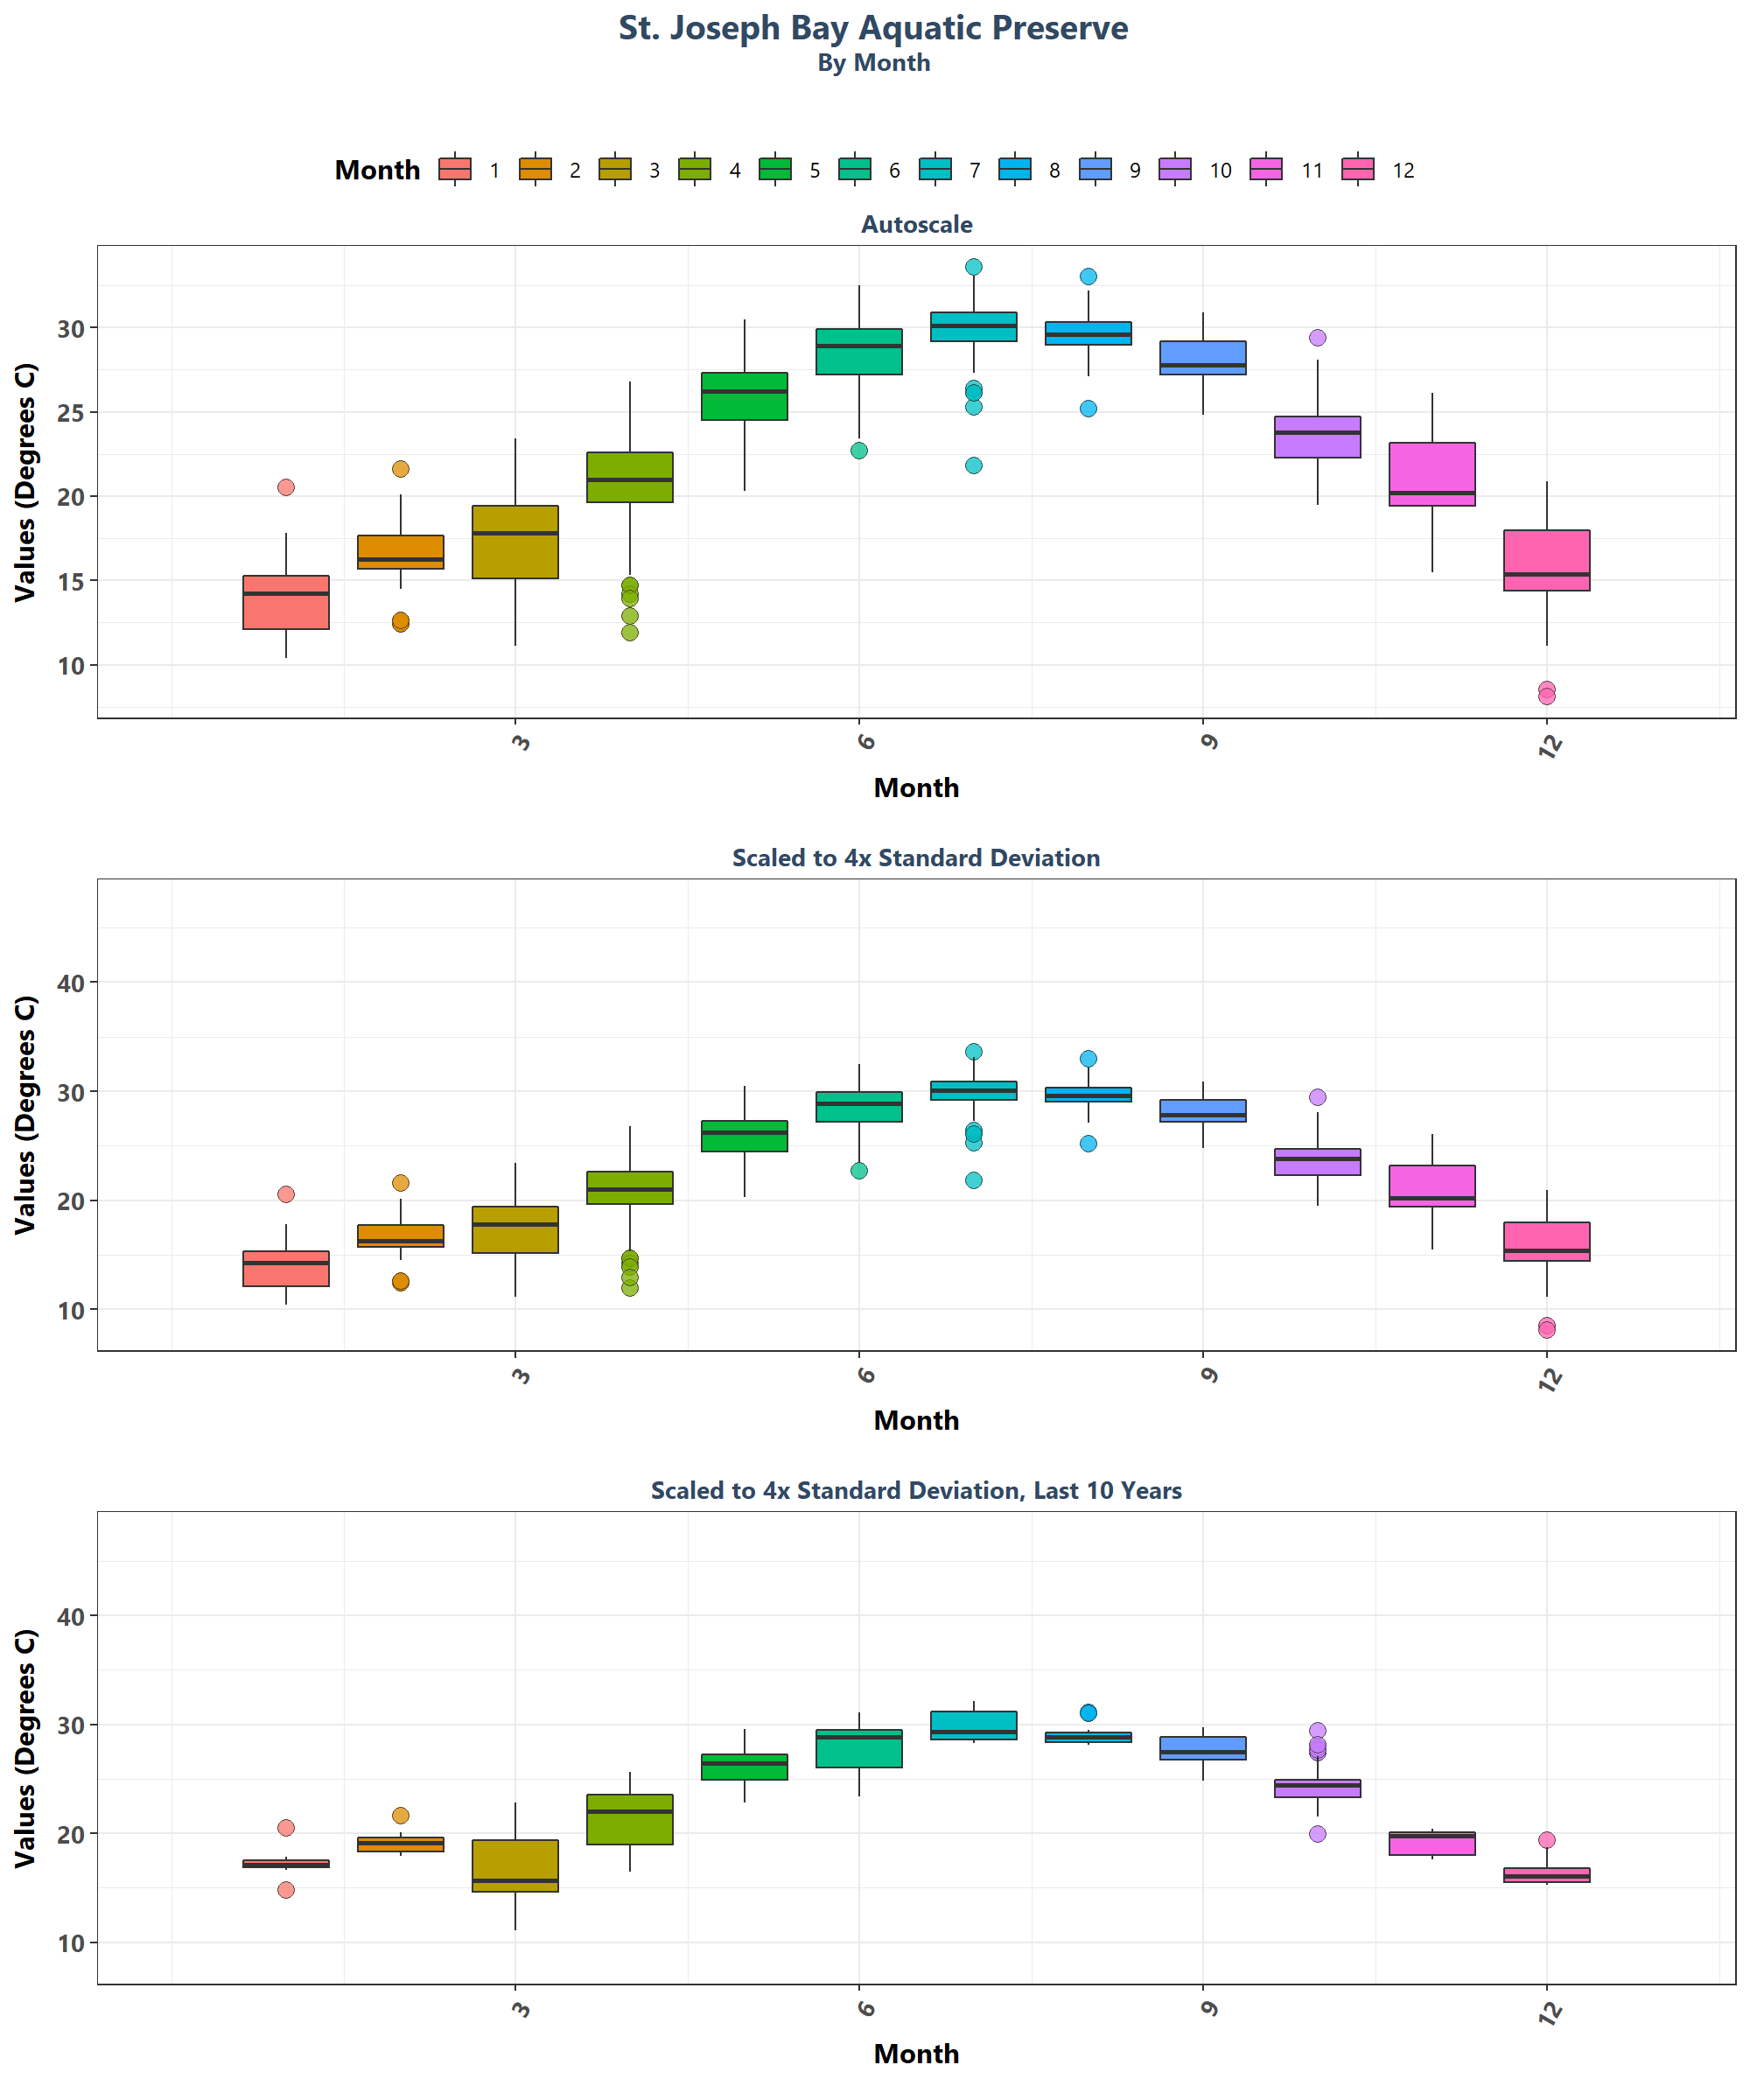 St. Joseph Bay Aquatic Preserve
By Month
Month 1 2 3 4 5 6 7 8 9 10 11 12
Autoscale
Values (Degrees C)
30
25
20
15
10
3 6 9 12
Month
Scaled to 4x Standard Deviation
Values (Degrees C)
40
30
20
10
3 6 9 12
Month
Scaled to 4x Standard Deviation, Last 10 Years
Values (Degrees C)
40
30
20
10
3 6 9 12
Month